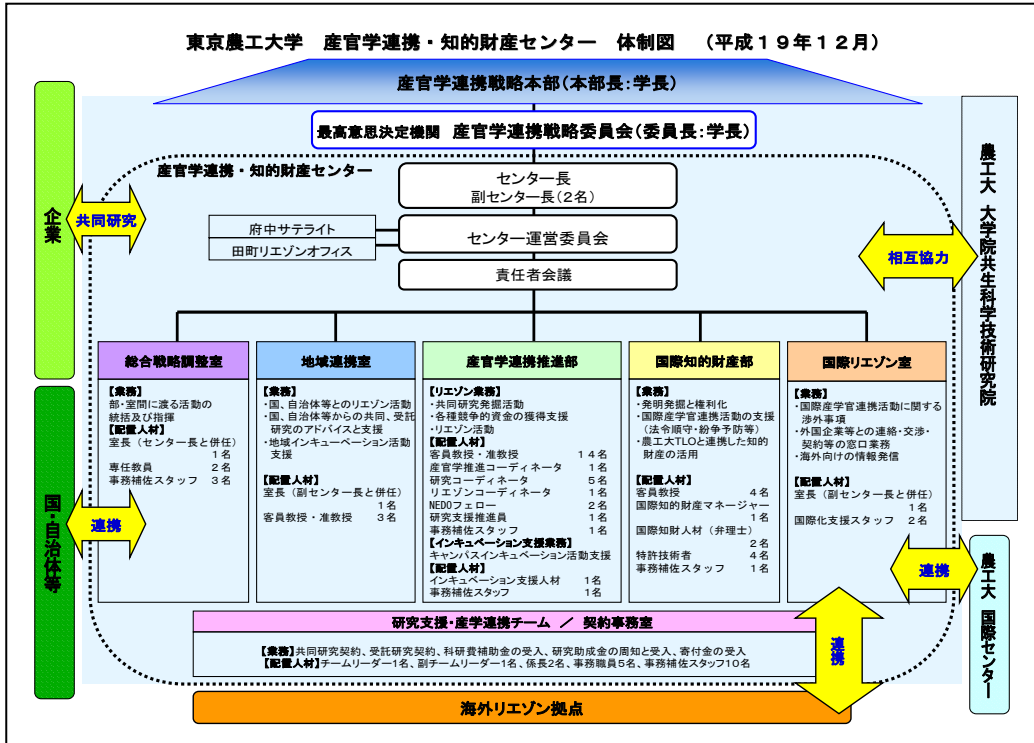 東京農工大学 産官学連携・知的財産センター 体制図 (平成19年12月)
産官学連携戦略本部(本部長:学長)
最高意思決定機関 産官学連携戦略委員会(委員長:学長)
産官学連携・知的財産センター
センター長
副センター長(2名)
府中サテライト
田町リエゾンオフィス
センター運営委員会
責任者会議
企業
共同研究
国・自治体等
連携
農工大 大学院共生科学技術研究院
相互協力
農工大 国際センター
連携
総合戦略調整室
【業務】
部・室間に渡る活動の
統括及び指揮
【配置人材】
室長(センター長と併任)
1名
専任教員 2名
事務補佐スタッフ 3名
地域連携室
【業務】
・国、自治体等とのリエゾン活動
・国、自治体等からの共同、受託
研究のアドバイスと支援
・地域インキューベーション活動
支援
【配置人材】
室長(副センター長と併任)
1名
客員教授・准教授 3名
産官学連携推進部
【リエゾン業務】
・共同研究発掘活動
・各種競争的資金の獲得支援
・リエゾン活動
【配置人材】
客員教授・准教授 14名
産官学推進コーディネータ 1名
研究コーディネータ 5名
リエゾンコーディネータ 1名
NEDOフェロー 2名
研究支援推進員 1名
事務補佐スタッフ 1名
【インキュベーション支援業務】
キャンパスインキュベーション活動支援
【配置人材】
インキュベーション支援人材 1名
事務補佐スタッフ 1名
国際知的財産部
【業務】
・発明発掘と権利化
・国際産官学連携活動の支援
(法令順守・紛争予防等)
・農工大TLOと連携した知的
財産の活用
【配置人材】
客員教授 4名
国際知的財産マネージャー
1名
国際知財人材(弁理士)
2名
特許技術者 4名
事務補佐スタッフ 1名
国際リエゾン室
【業務】
・国際産官学連携活動に関する
渉外事項
・外国企業等との連絡・交渉・
契約等の窓口業務
・海外向けの情報発信
【配置人材】
室長(副センター長と併任)
1名
国際化支援スタッフ 2名
研究支援・産学連携チーム / 契約事務室
【業務】共同研究契約、受託研究契約、科研費補助金の受入、研究助成金の周知と受入、寄付金の受入
【配置人材】チームリーダー1名、副チームリーダー1名、係長2名、事務職員5名、事務補佐スタッフ10名
連携
海外リエゾン拠点